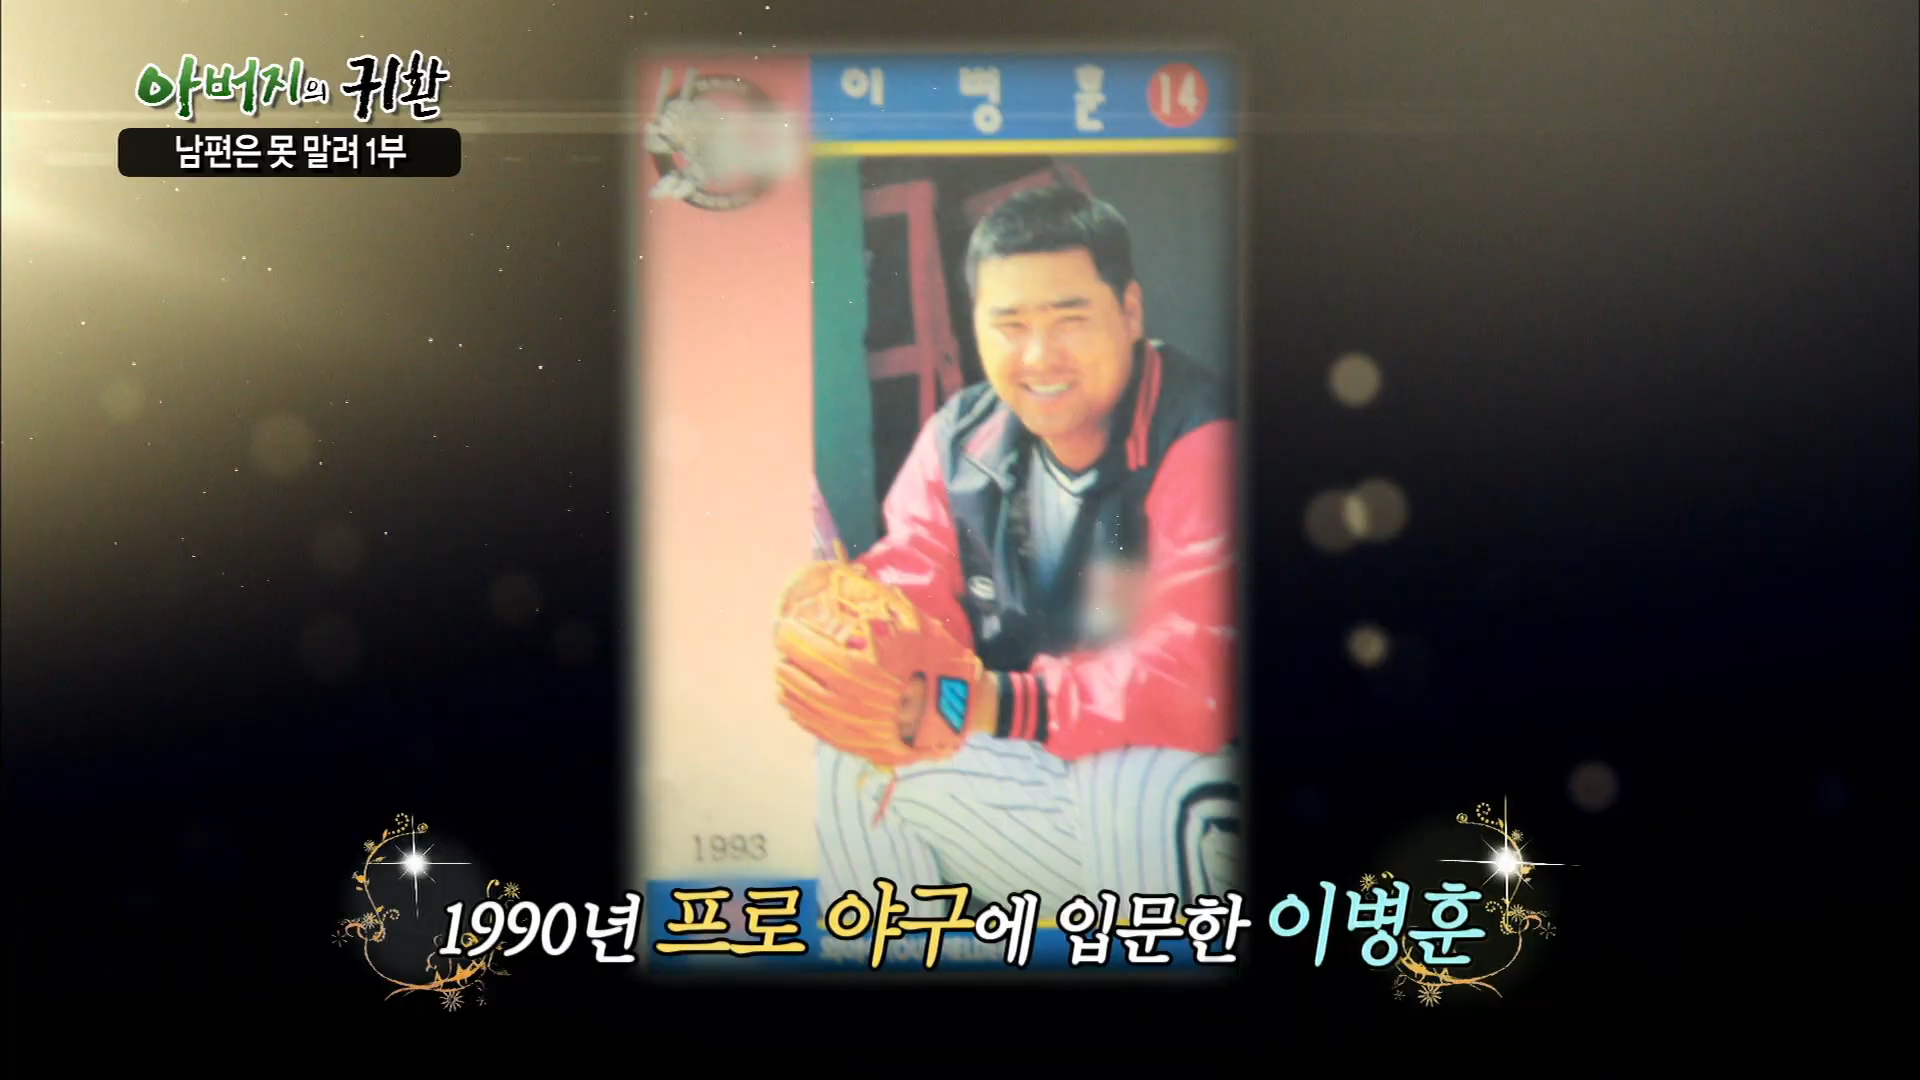 아버지의 귀환
남편은 못 말려 1부
이병훈 14
1993
1990년 프로 야구에 입문한 이병훈